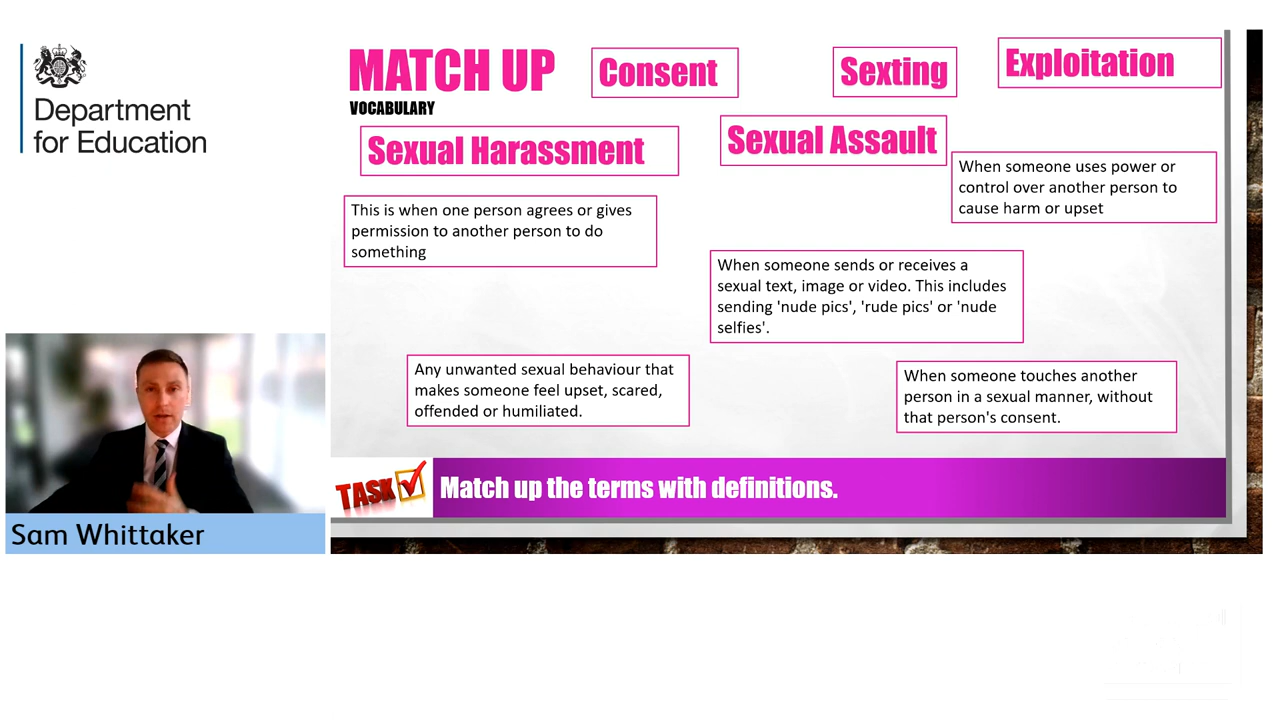 Department
for Education
MATCH UP
VOCABULARY
Consent
Sexting
Exploitation
Sexual Harassment
Sexual Assault
When someone uses power or
control over another person to
cause harm or upset
This is when one person agrees or gives
permission to another person to do
something
When someone sends or receives a
sexual text, image or video. This includes
sending 'nude pics', 'rude pics' or 'nude
selfies'.
Any unwanted sexual behaviour that
makes someone feel upset, scared,
offended or humiliated.
When someone touches another
person in a sexual manner, without
that person's consent.
TASK
Match up the terms with definitions.
Sam Whittaker